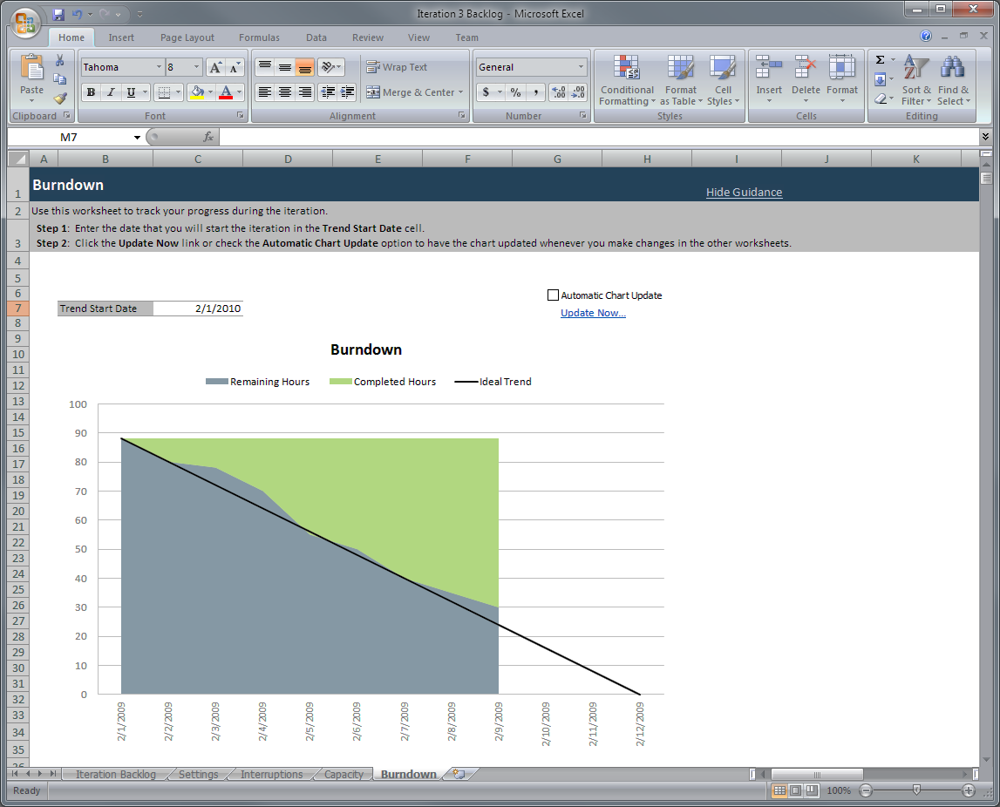 Iteration 3 Backlog - Microsoft Excel
Home Insert Page Layout Formulas Data Review View Team
Paste
Tahoma 8
B I U A
Wrap Text
Merge & Center
General
$ % ,
Conditional Formatting
Format as Table
Cell Styles
Insert Delete Format
Σ
Sort & Filter
Find & Select
Clipboard Font Alignment Number Styles Cells Editing
M7 fx
A B C D E F G H I J K
1 Burndown Hide Guidance
2 Use this worksheet to track your progress during the iteration.
Step 1: Enter the date that you will start the iteration in the Trend Start Date cell.
3 Step 2: Click the Update Now link or check the Automatic Chart Update option to have the chart updated whenever you make changes in the other worksheets.
4
5
6 Automatic Chart Update
7 Trend Start Date 2/1/2010 Update Now...
8
9
10 Burndown
11
12 Remaining Hours Completed Hours Ideal Trend
13 100
14
15 90
16
17 80
18
19 70
20
21 60
22
23 50
24
25 40
26
27 30
28
29 20
30
31 10
32 0
33
34 2/1/2009 2/2/2009 2/3/2009 2/4/2009 2/5/2009 2/6/2009 2/7/2009 2/8/2009 2/9/2009 2/10/2009 2/11/2009 2/12/2009
35
36
Iteration Backlog Settings Interruptions Capacity Burndown
Ready 100%